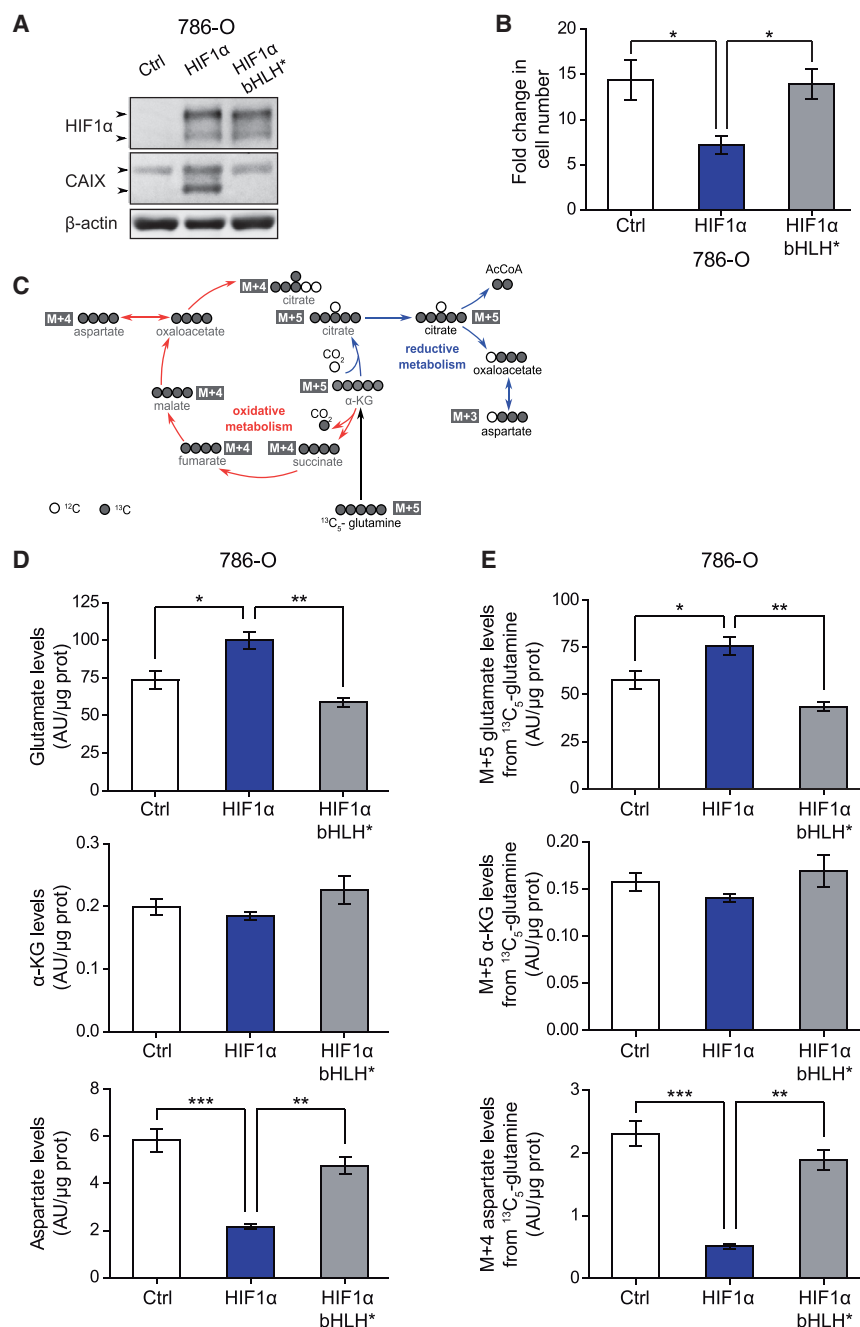 A
786-O
Ctrl
HIF1α
HIF1α
bHLH*
HIF1α
CAIX
β-actin
B
Fold change in
cell number
20
15
10
5
0
*
*
Ctrl
HIF1α
HIF1α
bHLH*
786-O
C
M+4
aspartate
oxaloacetate
M+4
citrate
M+5
citrate
citrate
M+5
AcCoA
reductive
metabolism
oxaloacetate
M+3
aspartate
CO2
M+5
α-KG
malate
M+4
oxidative
metabolism
CO2
fumarate
M+4
M+4
succinate
12C
13C
13C5- glutamine
M+5
D
786-O
Glutamate levels
(AU/µg prot)
125
100
75
50
25
0
*
**
Ctrl
HIF1α
HIF1α
bHLH*
α-KG levels
(AU/µg prot)
0.3
0.2
0.1
0.0
Ctrl
HIF1α
HIF1α
bHLH*
Aspartate levels
(AU/µg prot)
8
6
4
2
0
***
**
Ctrl
HIF1α
HIF1α
bHLH*
E
786-O
M+5 glutamate levels
from 13C5-glutamine
(AU/µg prot)
100
75
50
25
0
*
**
Ctrl
HIF1α
HIF1α
bHLH*
M+5 α-KG levels
from 13C5-glutamine
(AU/µg prot)
0.20
0.15
0.10
0.05
0.00
Ctrl
HIF1α
HIF1α
bHLH*
M+4 aspartate levels
from 13C5-glutamine
(AU/µg prot)
3
2
1
0
***
**
Ctrl
HIF1α
HIF1α
bHLH*